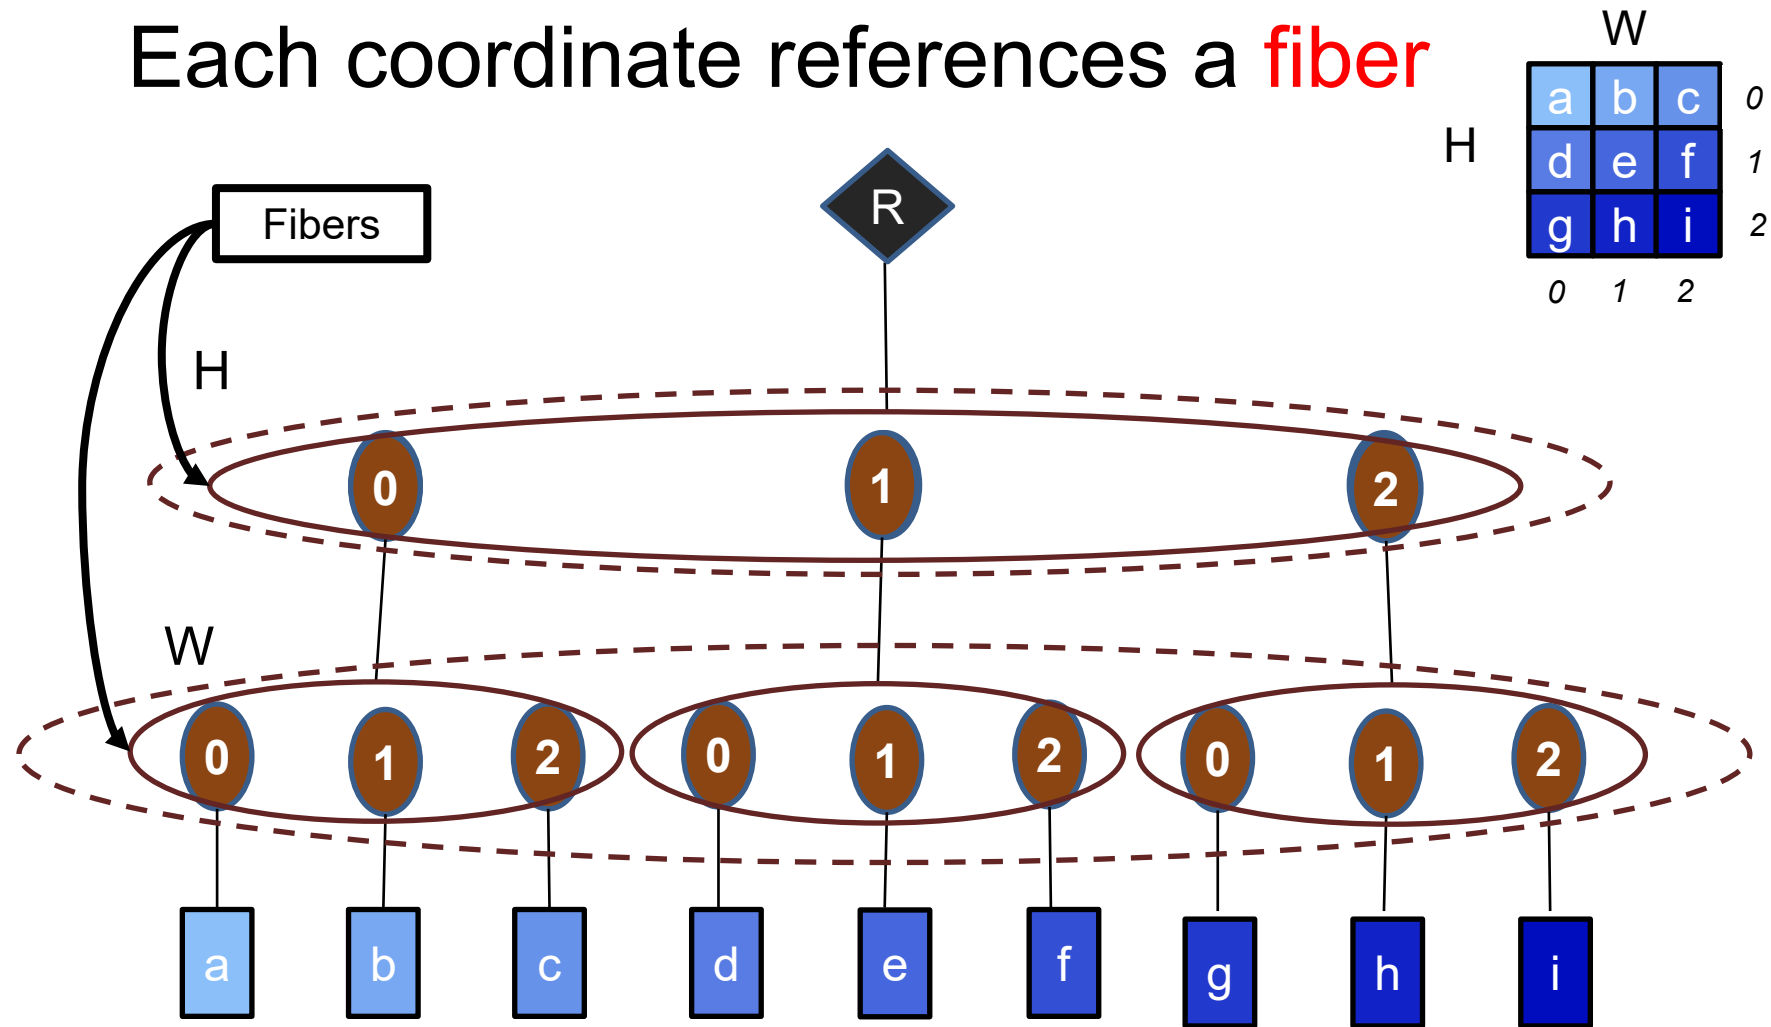 Each coordinate references a fiber
W
a b c 0
H
d e f 1
g h i 2
0 1 2
Fibers
R
H
0 1 2
W
0 1 2 0 1 2 0 1 2
a b c d e f g h i